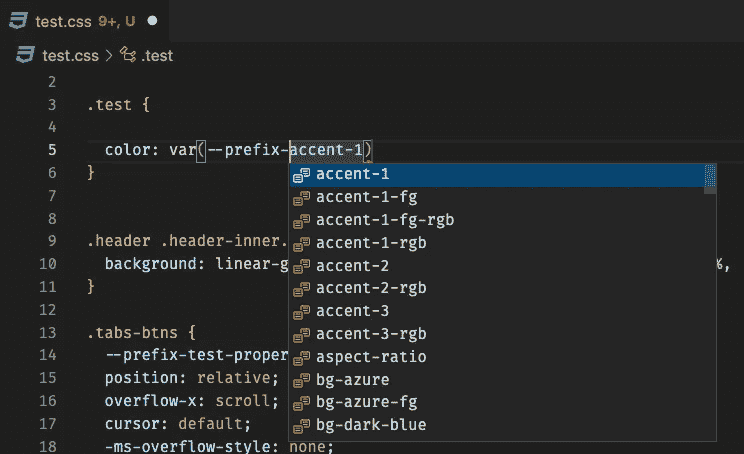 test.css 9+, U
test.css > .test
2
3 .test {
4
5 color: var(--prefix-accent-1)
6 }
7
8
9 .header .header-inner.
10 background: linear-g %,
11 }
12
13 .tabs-btns {
14 --prefix-test-proper
15 position: relative;
16 overflow-x: scroll;
17 cursor: default;
18 -ms-overflow-style: none;
accent-1
accent-1-fg
accent-1-fg-rgb
accent-1-rgb
accent-2
accent-2-rgb
accent-3
accent-3-rgb
aspect-ratio
bg-azure
bg-azure-fg
bg-dark-blue